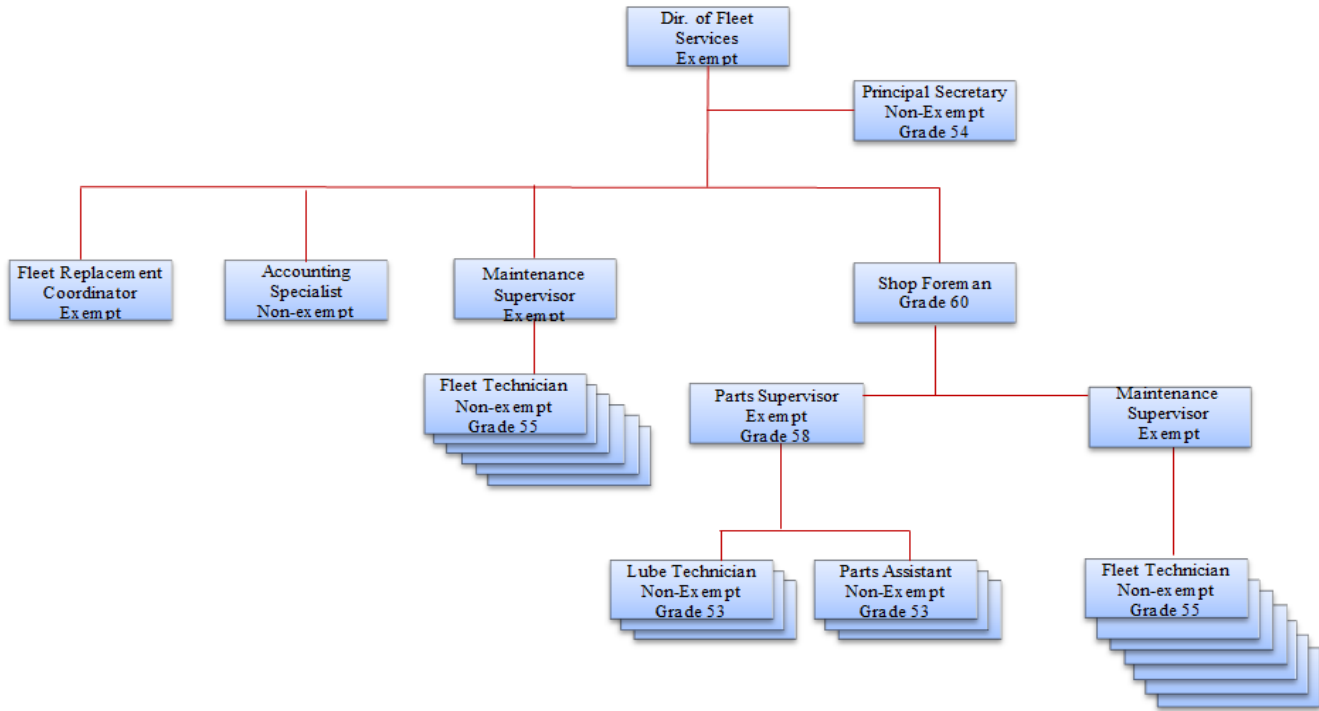 Dir. of Fleet
Services
Exempt
Principal Secretary
Non-Exempt
Grade 54
Fleet Replacement
Coordinator
Exempt
Accounting
Specialist
Non-exempt
Maintenance
Supervisor
Exempt
Shop Foreman
Grade 60
Fleet Technician
Non-exempt
Grade 55
Parts Supervisor
Exempt
Grade 58
Maintenance
Supervisor
Exempt
Lube Technician
Non-Exempt
Grade 53
Parts Assistant
Non-Exempt
Grade 53
Fleet Technician
Non-exempt
Grade 55